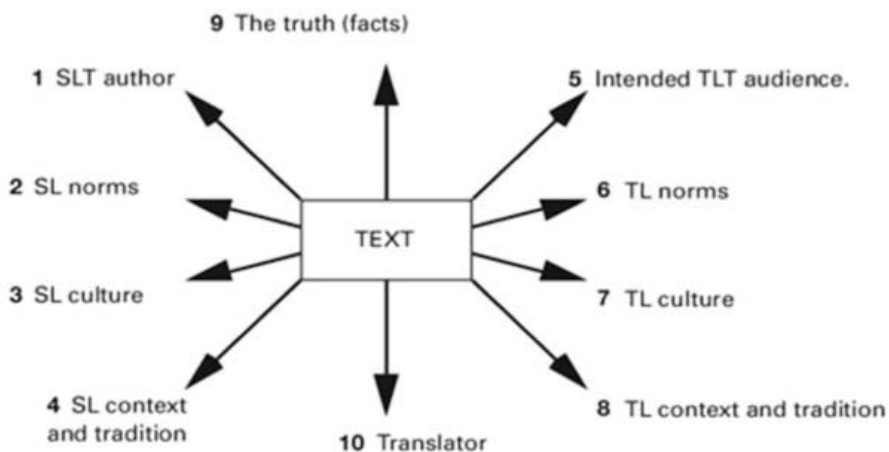 9 The truth (facts)
1 SLT author
5 Intended TLT audience.
2 SL norms
6 TL norms
TEXT
3 SL culture
7 TL culture
4 SL context
and tradition
8 TL context and tradition
10 Translator